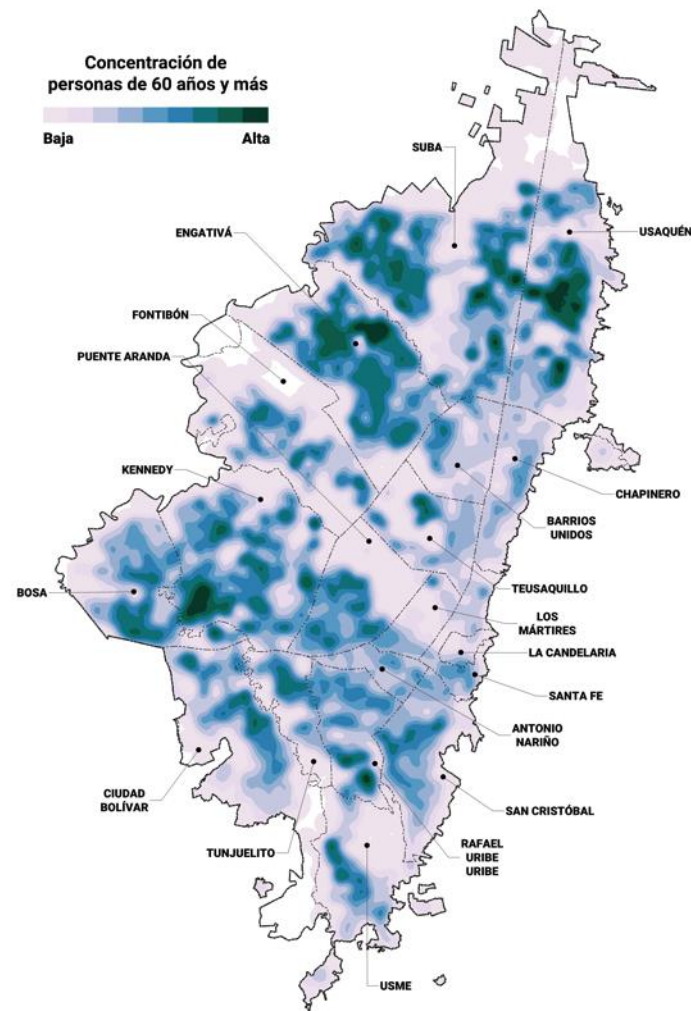 Concentración de
personas de 60 años y más
Baja
Alta
SUBA
USAQUÉN
ENGATIVÁ
FONTIBÓN
PUENTE ARANDA
KENNEDY
CHAPINERO
BARRIOS
UNIDOS
BOSA
TEUSAQUILLO
LOS
MÁRTIRES
LA CANDELARIA
SANTA FE
ANTONIO
NARIÑO
CIUDAD
BOLÍVAR
SAN CRISTÓBAL
TUNJUELITO
RAFAEL
URIBE
URIBE
USME